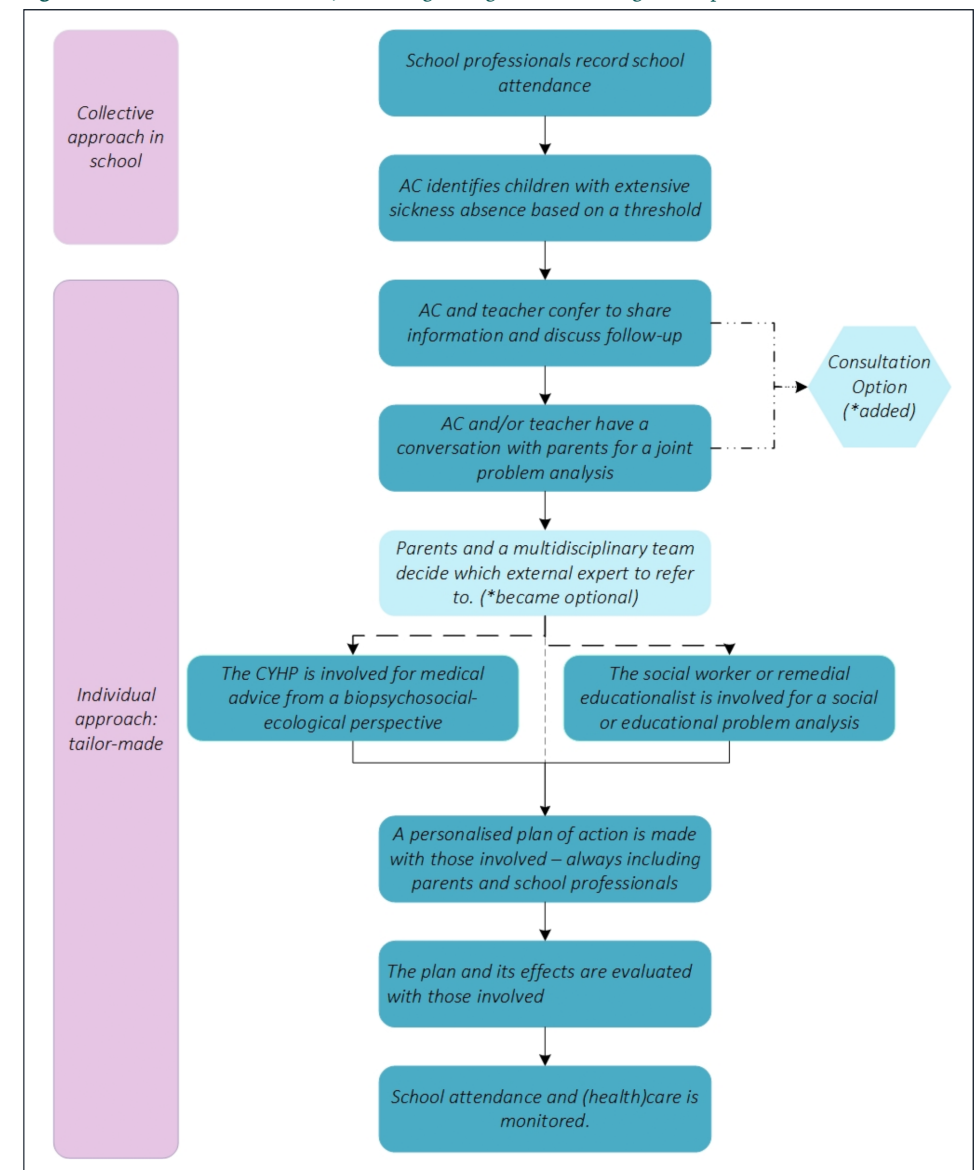 Collective
approach in
school
School professionals record school
attendance
AC identifies children with extensive
sickness absence based on a threshold
Individual
approach:
tailor-made
AC and teacher confer to share
information and discuss follow-up
Consultation
Option
(*added)
AC and/or teacher have a
conversation with parents for a joint
problem analysis
Parents and a multidisciplinary team
decide which external expert to refer
to. (*became optional)
The CYHP is involved for medical
advice from a biopsychosocial-
ecological perspective
The social worker or remedial
educationalist is involved for a social
or educational problem analysis
A personalised plan of action is made
with those involved – always including
parents and school professionals
The plan and its effects are evaluated
with those involved
School attendance and (health)care is
monitored.